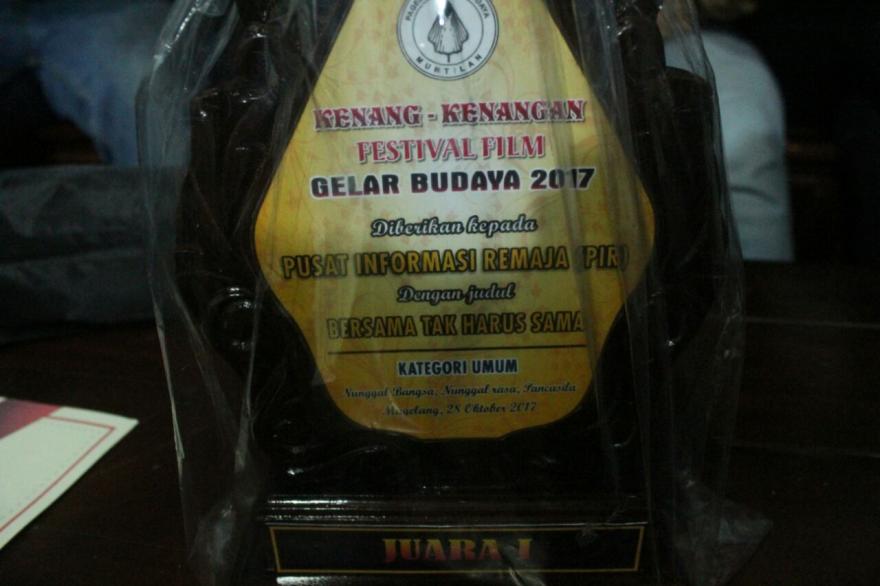 MUNTILAN
KENANG - KENANGAN
FESTIVAL FILM
GELAR BUDAYA 2017
Diberikan kepada
PUSAT INFORMASI REMAJA (PIR)
Dengan judul
BERSAMA TAK HARUS SAMA
KATEGORI UMUM
Nunggal Bangsa, Nunggal rasa, Pancasila
Magelang, 28 Oktober 2017
JUARA I